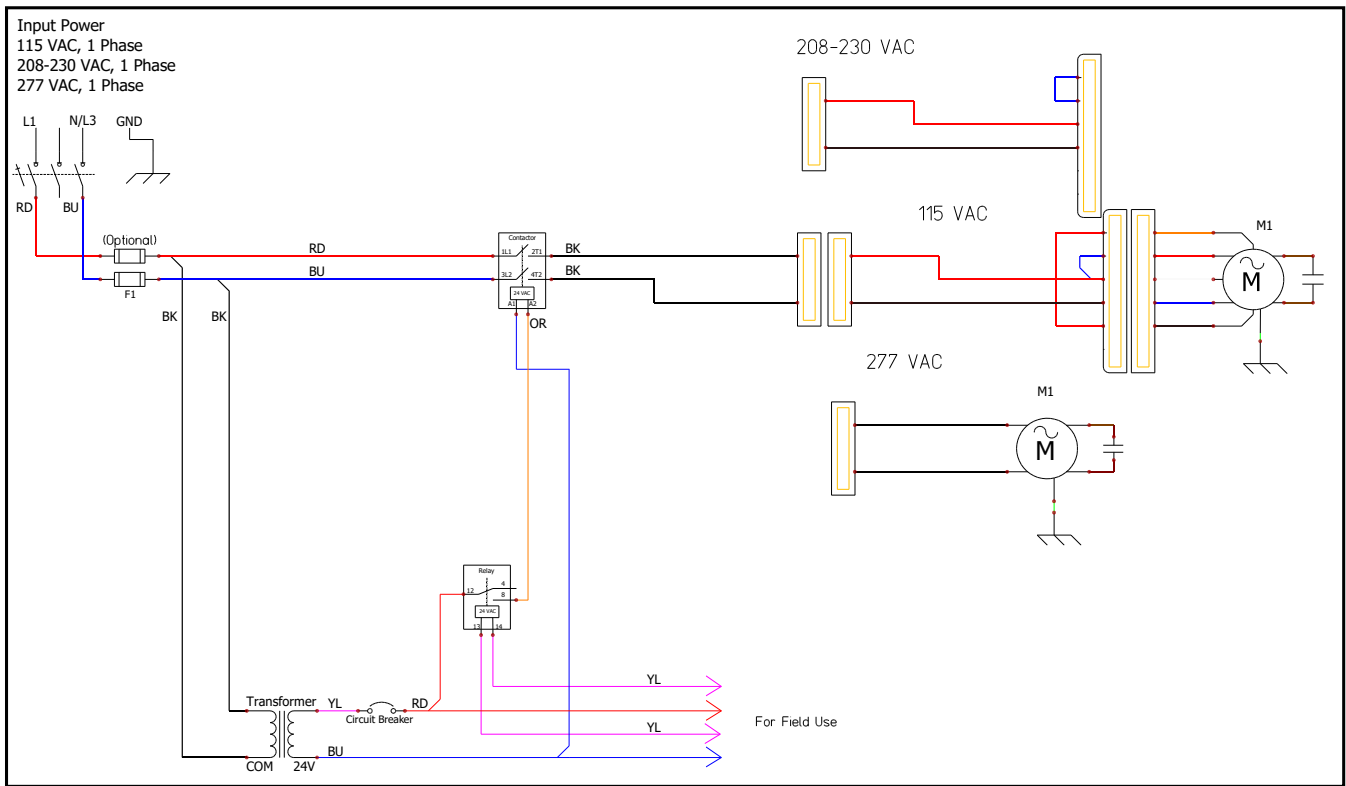 Input Power
115 VAC, 1 Phase
208-230 VAC, 1 Phase
277 VAC, 1 Phase
L1
N/L3
GND
RD
BU
(Optional)
F1
RD
BU
BK
BK
Contactor
1L1
2T1
3L2
4T2
24 VAC
A1
A2
OR
BK
BK
208-230 VAC
115 VAC
M1
M
277 VAC
M1
M
Relay
12
4
8
24 VAC
13
14
YL
Transformer
YL
Circuit Breaker
RD
YL
For Field Use
BU
COM
24V